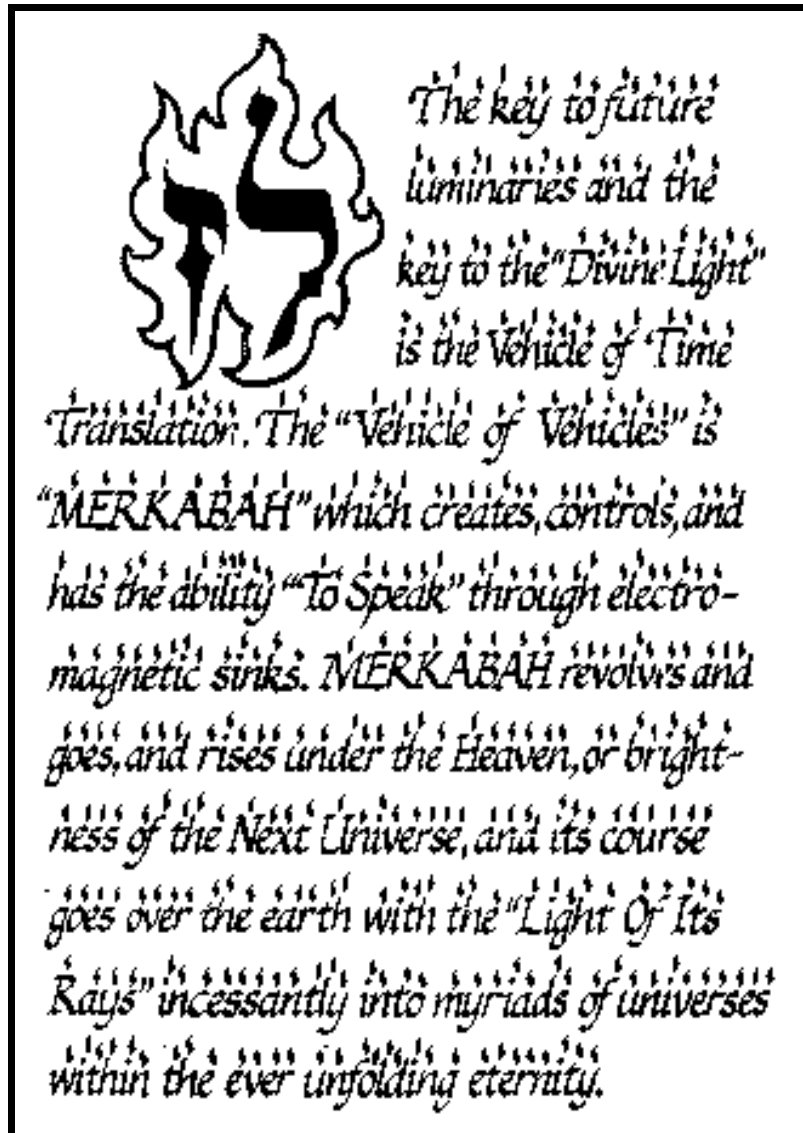 לז
The key to future
luminaries and the
key to the "Divine Light"
is the Vehicle of Time
Translation. The "Vehicle of Vehicles" is
"MERKABAH" which creates, controls, and
has the ability "To Speak" through electro-
magnetic sinks. MERKABAH revolves and
goes, and rises under the Heaven, or bright-
ness of the Next Universe, and its course
goes over the earth with the "Light Of Its
Rays" incessantly into myriads of universes
within the ever unfolding eternity.